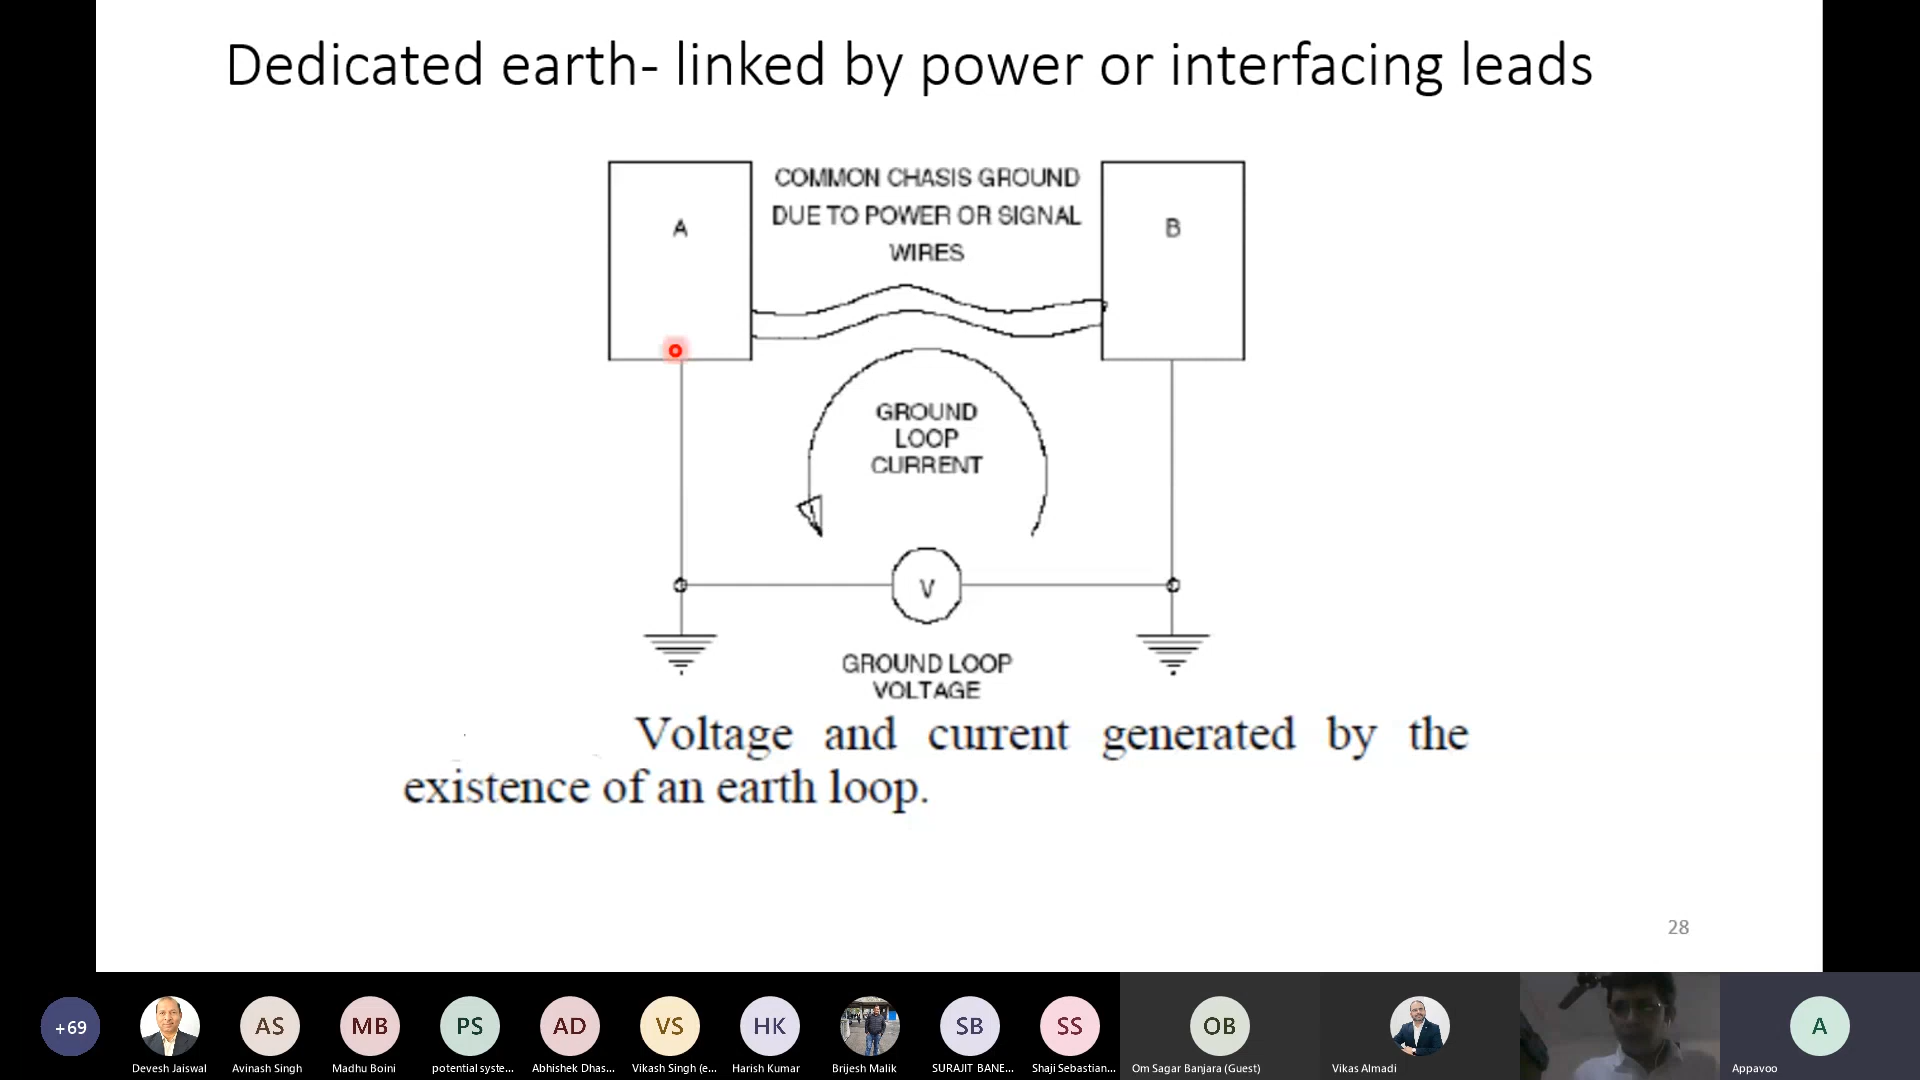 Dedicated earth- linked by power or interfacing leads
COMMON CHASIS GROUND
DUE TO POWER OR SIGNAL
WIRES
A
B
GROUND
LOOP
CURRENT
V
GROUND LOOP
VOLTAGE
Voltage and current generated by the
existence of an earth loop.
28
+69
AS
MB
PS
AD
VS
HK
SB
SS
OB
A
Devesh Jaiswal
Avinash Singh
Madhu Boini
potential syste...
Abhishek Dhas...
Vikash Singh (e...
Harish Kumar
Brijesh Malik
SURAJIT BANE...
Shaji Sebastian...
Om Sagar Banjara (Guest)
Vikas Almadi
Appavoo